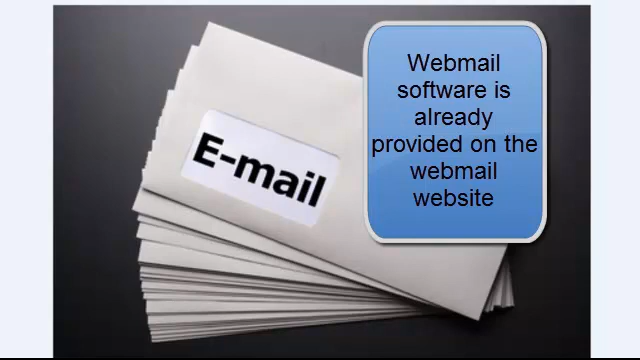 E-mail
Webmail
software is
already
provided on the
webmail
website